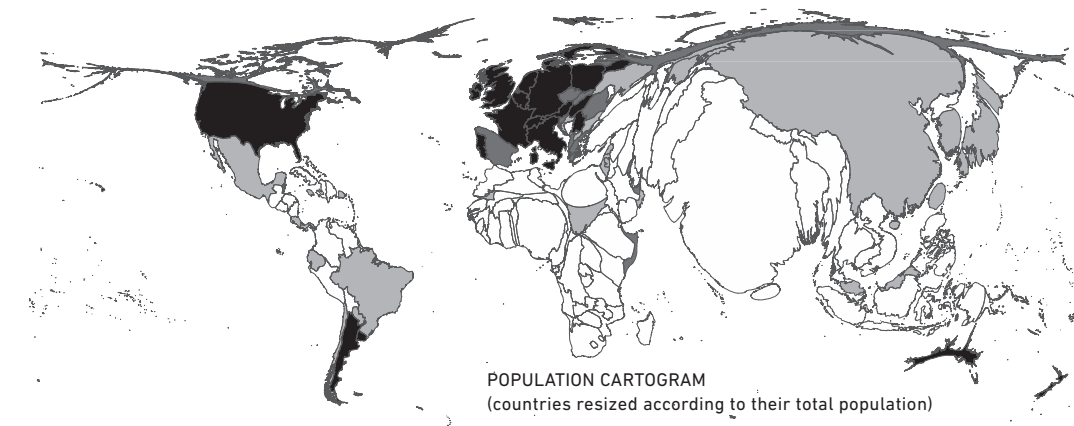 POPULATION CARTOGRAM
(countries resized according to their total population)